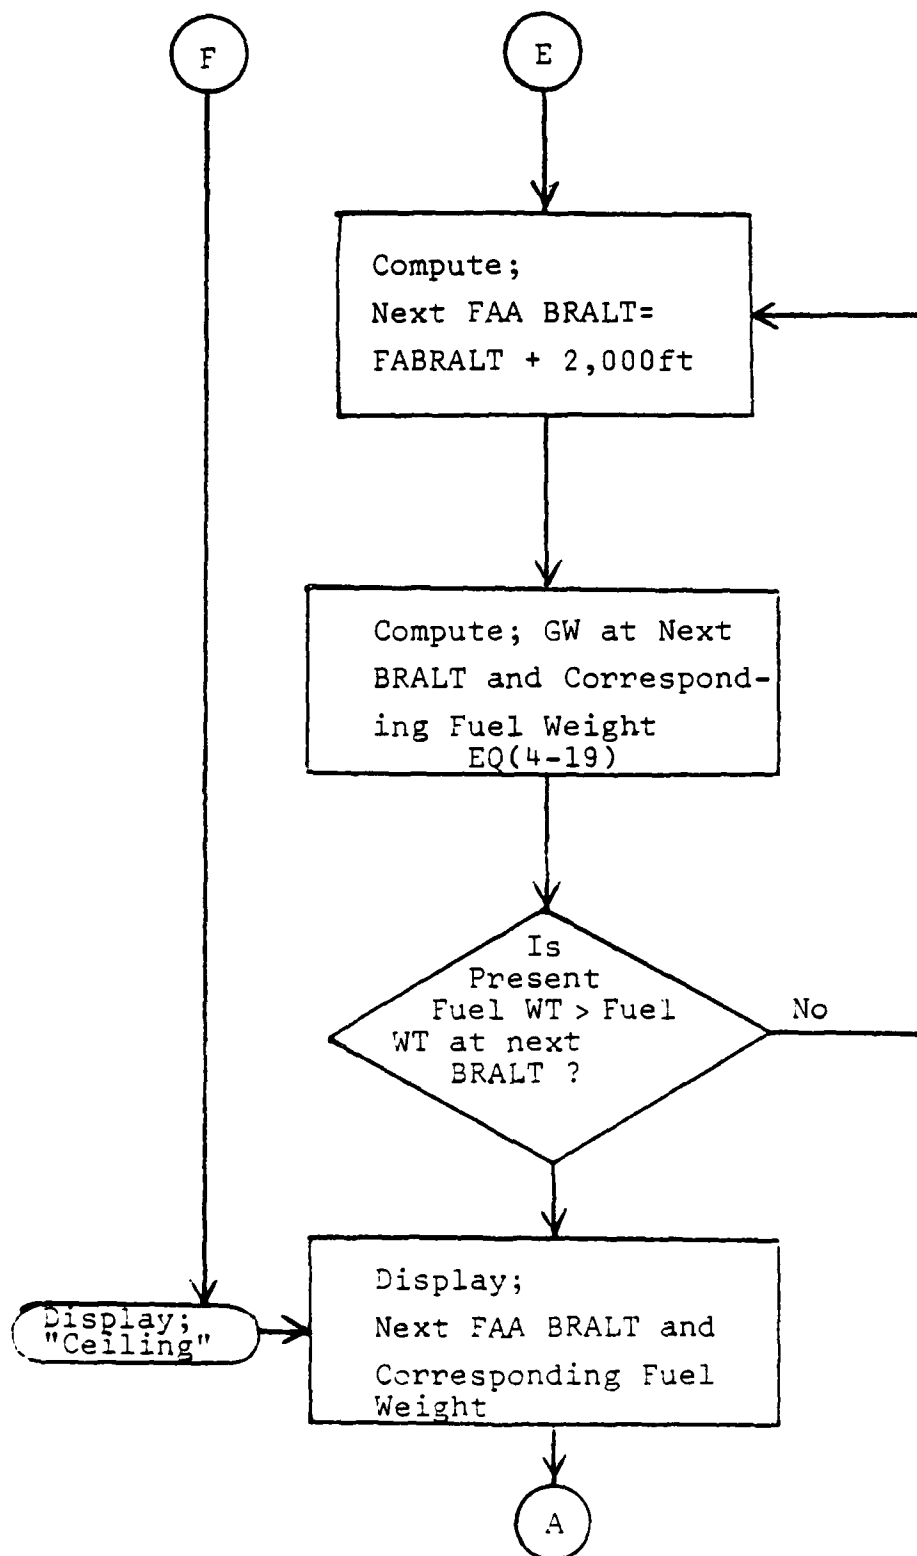 F
E
Compute;
Next FAA BRALT=
FABRALT + 2,000ft
Compute; GW at Next
BRALT and Correspond-
ing Fuel Weight
EQ(4-19)
Is
Present
Fuel WT > Fuel
WT at next
BRALT ?
No
Display;
"Ceiling"
Display;
Next FAA BRALT and
Corresponding Fuel
Weight
A